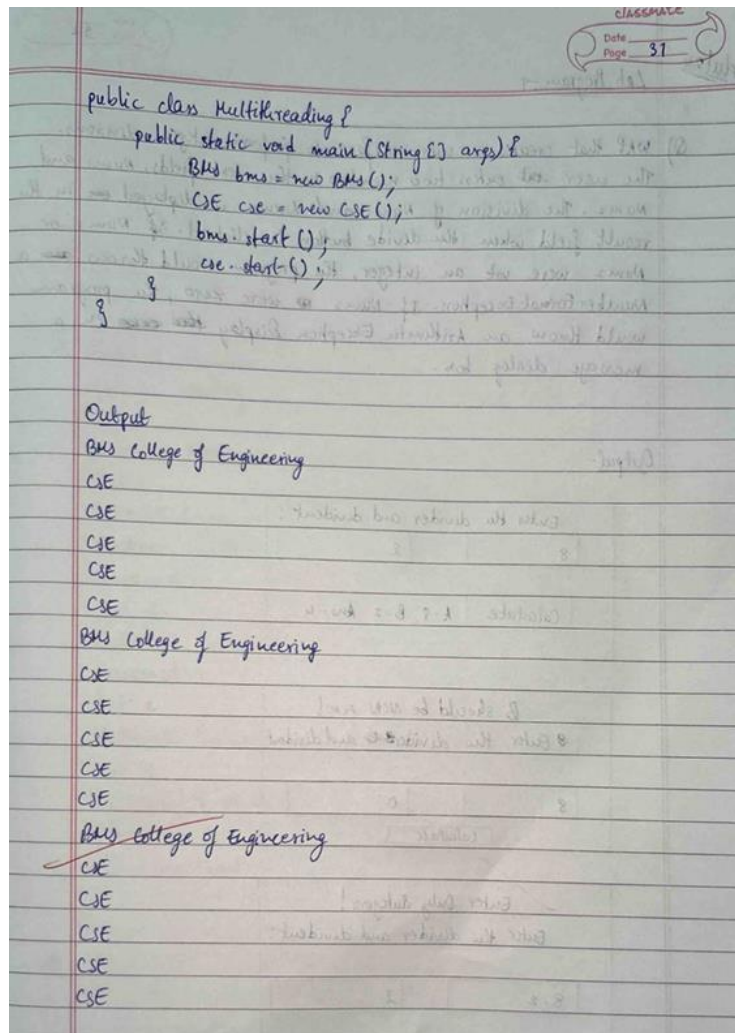 classmate
Date
Page 31
public class Multithreading {
public static void main (String [] args) {
BMS bms = new BMS();
CSE cse = new CSE();
bms.start();
cse.start();
}
}
Output
BMS College of Engineering
CSE
CSE
CSE
CSE
CSE
BMS College of Engineering
CSE
CSE
CSE
CSE
CSE
BMS College of Engineering
CSE
CSE
CSE
CSE
CSE